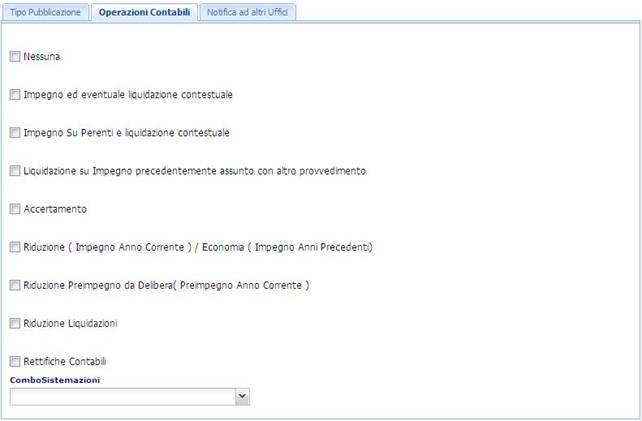 Tipo Pubblicazione Operazioni Contabili Notifica ad altri Uffici
Nessuna
Impegno ed eventuale liquidazione contestuale
Impegno Su Perenti e liquidazione contestuale
Liquidazione su Impegno precedentemente assunto con altro provvedimento
Accertamento
Riduzione ( Impegno Anno Corrente ) / Economia ( Impegno Anni Precedenti)
Riduzione Preimpegno da Delibera( Preimpegno Anno Corrente )
Riduzione Liquidazioni
Rettifiche Contabili
ComboSistemazioni